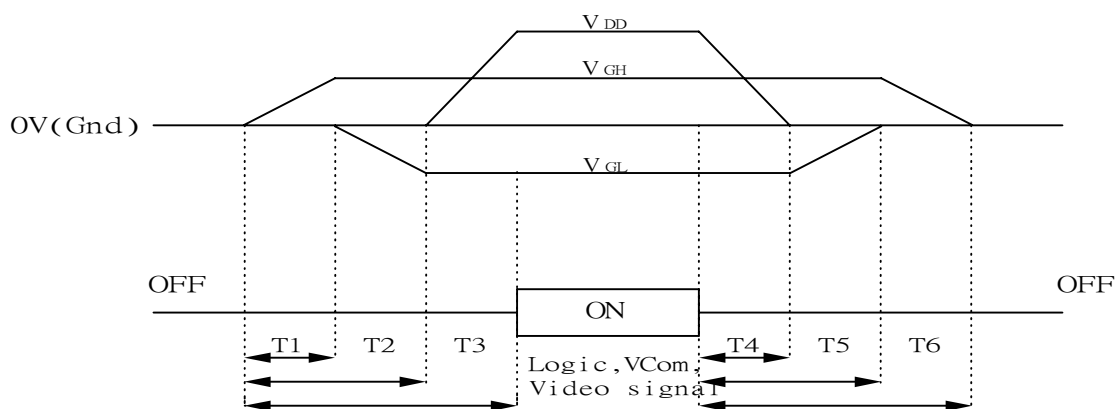 VDD
VGH
0V(Gnd)
VGL
OFF
ON
OFF
T1
T2
T3
T4
T5
T6
Logic,VCom,
Video signal